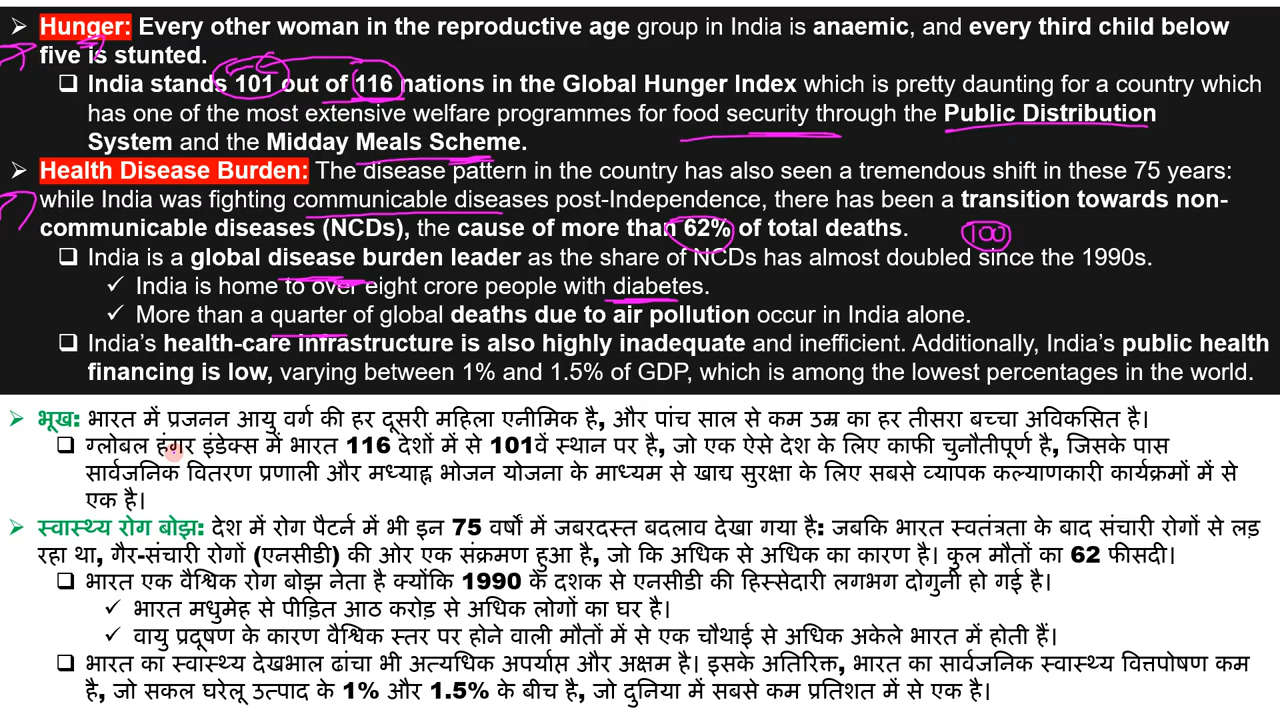 ➢ Hunger: Every other woman in the reproductive age group in India is anaemic, and every third child below
five is stunted.
❑ India stands 101 out of 116 nations in the Global Hunger Index which is pretty daunting for a country which
has one of the most extensive welfare programmes for food security through the Public Distribution
System and the Midday Meals Scheme.
➢ Health Disease Burden: The disease pattern in the country has also seen a tremendous shift in these 75 years:
while India was fighting communicable diseases post-Independence, there has been a transition towards non-
communicable diseases (NCDs), the cause of more than 62% of total deaths. 100
❑ India is a global disease burden leader as the share of NCDs has almost doubled since the 1990s.
✓ India is home to over eight crore people with diabetes.
✓ More than a quarter of global deaths due to air pollution occur in India alone.
❑ India’s health-care infrastructure is also highly inadequate and inefficient. Additionally, India’s public health
financing is low, varying between 1% and 1.5% of GDP, which is among the lowest percentages in the world.
➢ भूख: भारत में प्रजनन आयु वर्ग की हर दूसरी महिला एनीमिक है, और पांच साल से कम उम्र का हर तीसरा बच्चा अविकसित है।
❑ ग्लोबल हंगर इंडेक्स में भारत 116 देशों में से 101वें स्थान पर है, जो एक ऐसे देश के लिए काफी चुनौतीपूर्ण है, जिसके पास
सार्वजनिक वितरण प्रणाली और मध्याह्न भोजन योजना के माध्यम से खाद्य सुरक्षा के लिए सबसे व्यापक कल्याणकारी कार्यक्रमों में से
एक है।
➢ स्वास्थ्य रोग बोझ: देश में रोग पैटर्न में भी इन 75 वर्षों में जबरदस्त बदलाव देखा गया है: जबकि भारत स्वतंत्रता के बाद संचारी रोगों से लड़
रहा था, गैर-संचारी रोगों (एनसीडी) की ओर एक संक्रमण हुआ है, जो कि अधिक से अधिक का कारण है। कुल मौतों का 62 फीसदी।
❑ भारत एक वैश्विक रोग बोझ नेता है क्योंकि 1990 के दशक से एनसीडी की हिस्सेदारी लगभग दोगुनी हो गई है।
✓ भारत मधुमेह से पीड़ित आठ करोड़ से अधिक लोगों का घर है।
✓ वायु प्रदूषण के कारण वैश्विक स्तर पर होने वाली मौतों में से एक चौथाई से अधिक अकेले भारत में होती हैं।
❑ भारत का स्वास्थ्य देखभाल ढांचा भी अत्यधिक अपर्याप्त और अक्षम है। इसके अतिरिक्त, भारत का सार्वजनिक स्वास्थ्य वित्तपोषण कम
है, जो सकल घरेलू उत्पाद के 1% और 1.5% के बीच है, जो दुनिया में सबसे कम प्रतिशत में से एक है।